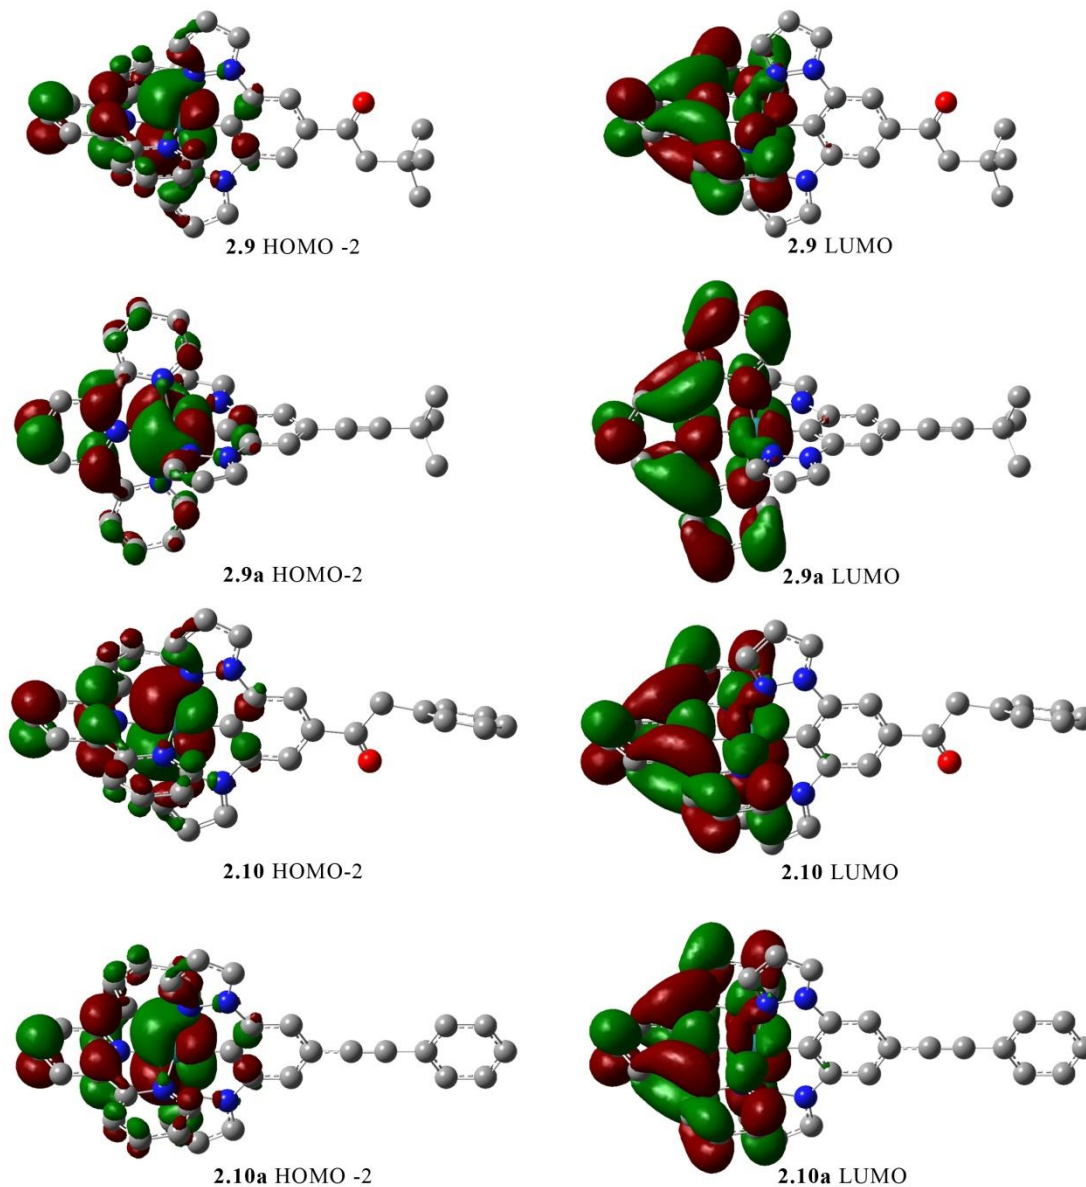 2.9 HOMO -2
2.9 LUMO
2.9a HOMO-2
2.9a LUMO
2.10 HOMO-2
2.10 LUMO
2.10a HOMO -2
2.10a LUMO